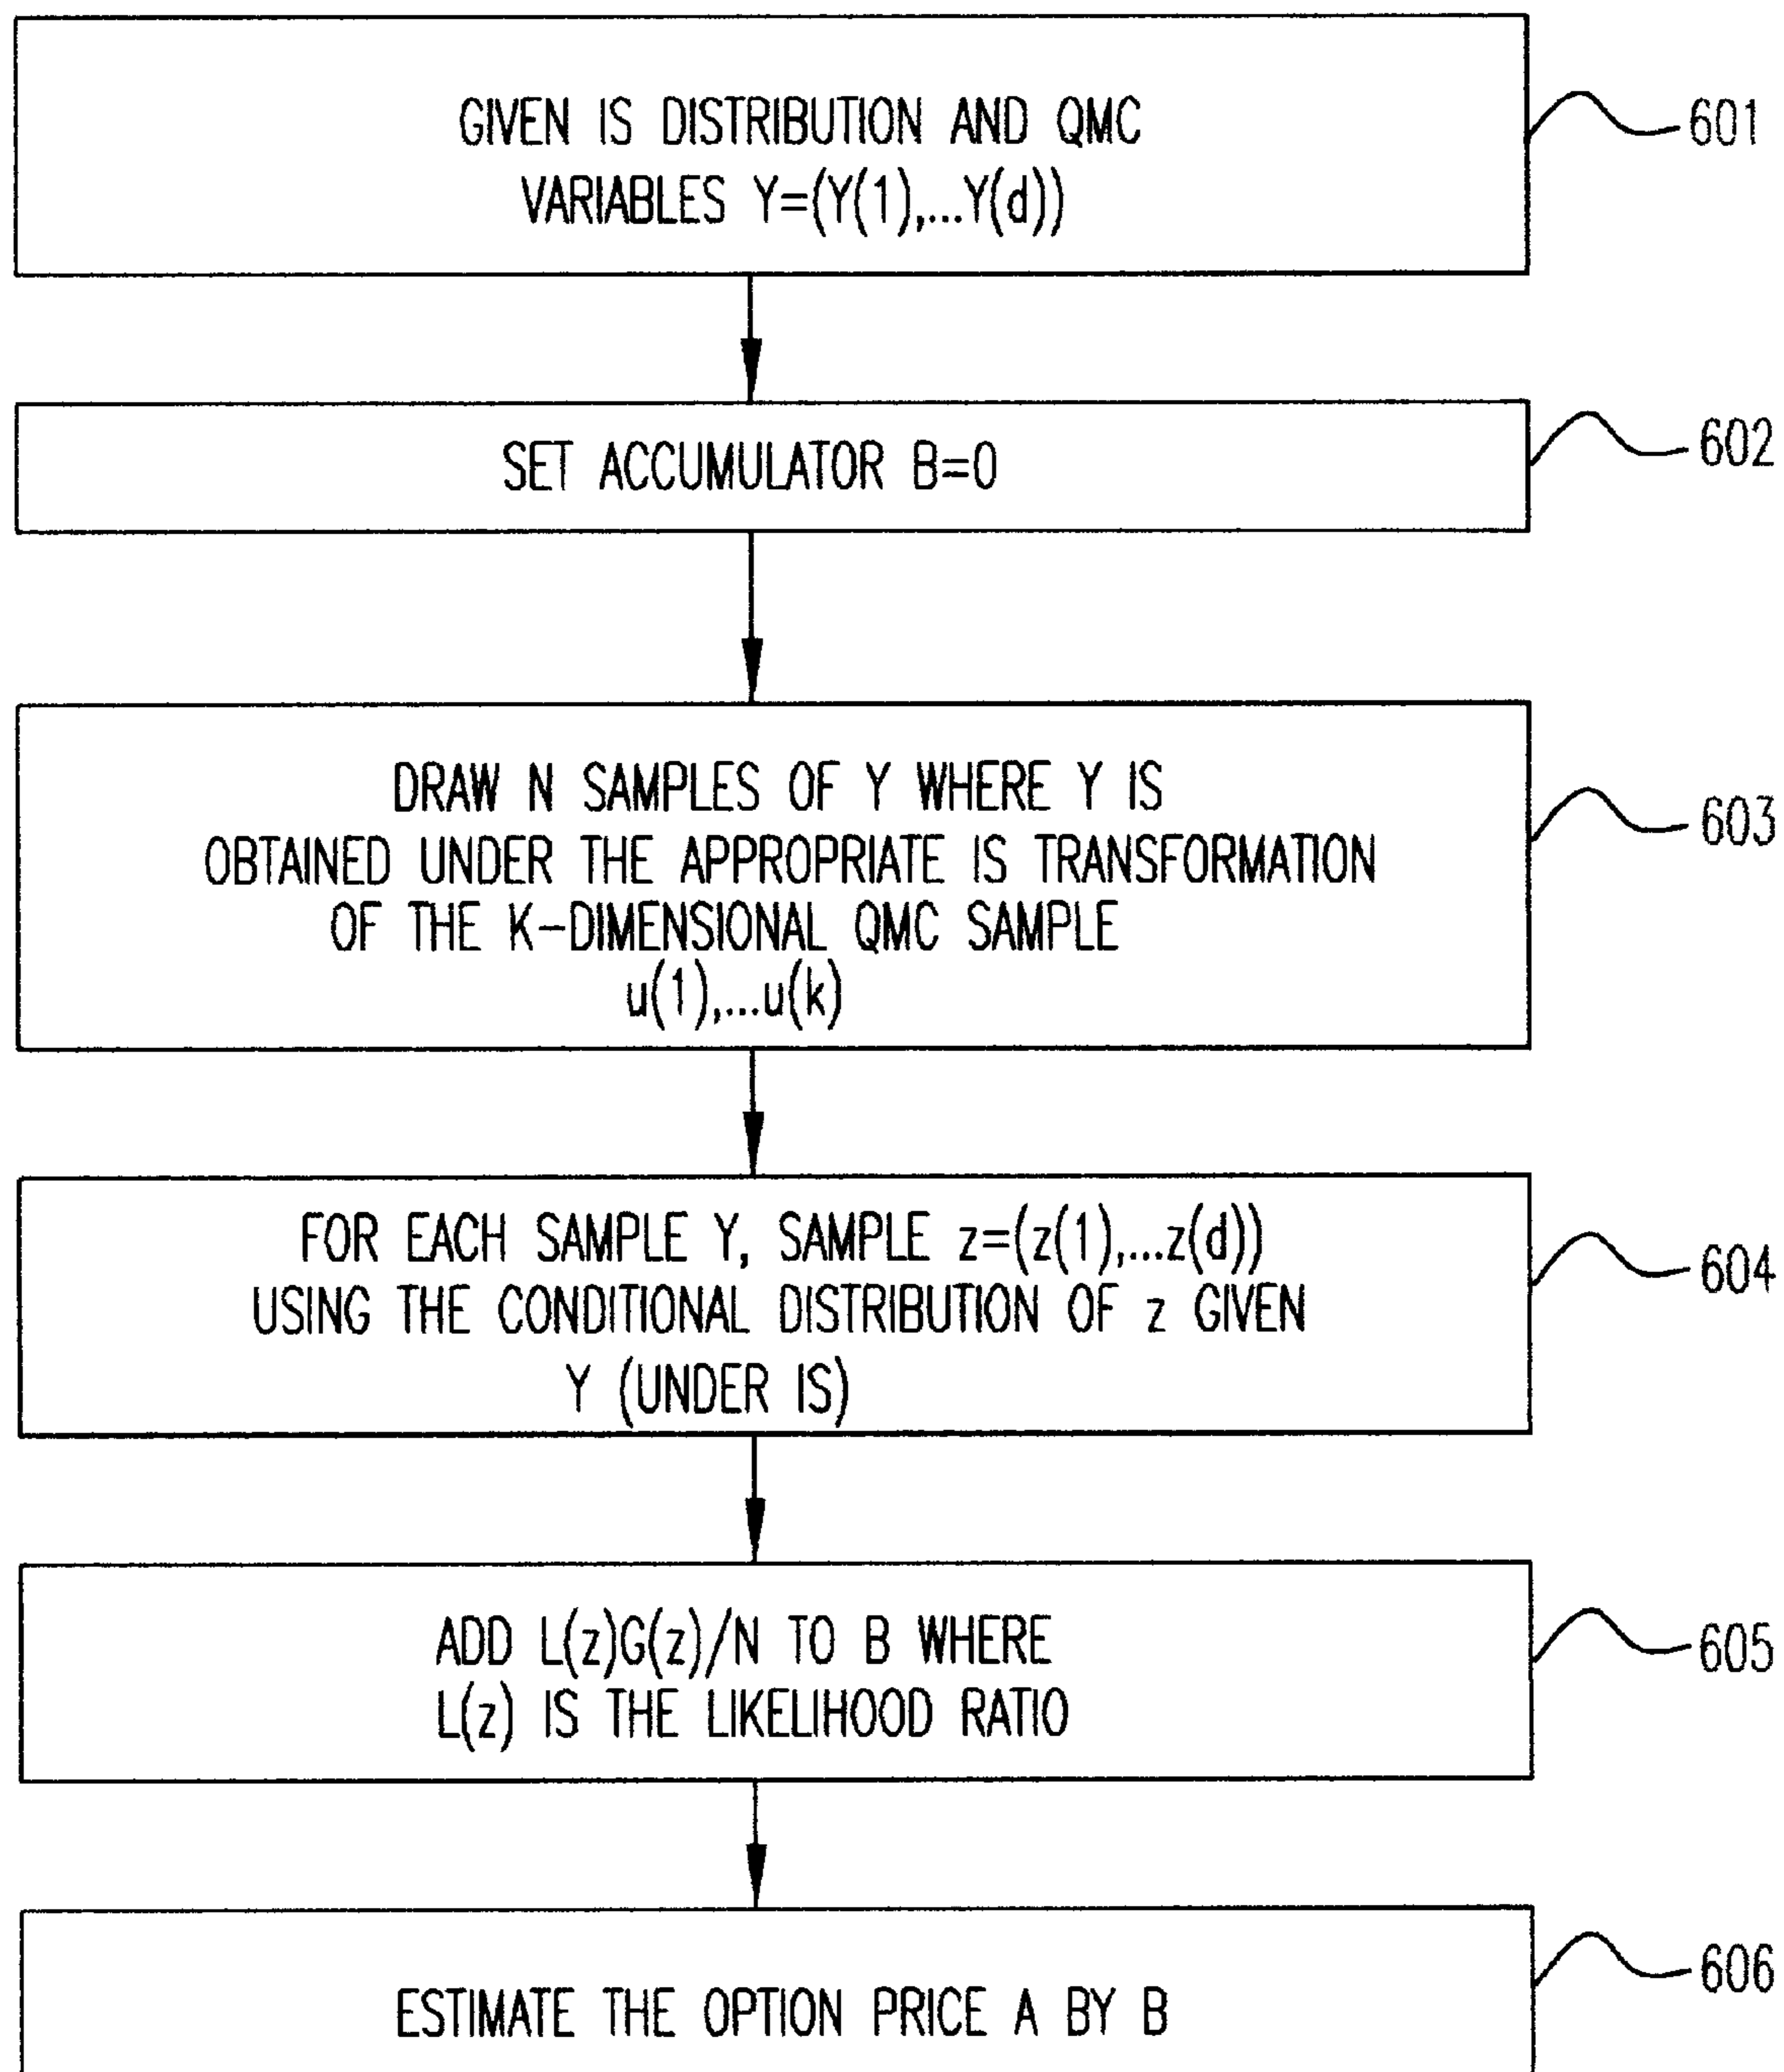 GIVEN IS DISTRIBUTION AND QMC
VARIABLES Y=(Y(1),...Y(d))
601
SET ACCUMULATOR B=0
602
DRAW N SAMPLES OF Y WHERE Y IS
OBTAINED UNDER THE APPROPRIATE IS TRANSFORMATION
OF THE K-DIMENSIONAL QMC SAMPLE
u(1),...u(k)
603
FOR EACH SAMPLE Y, SAMPLE z=(z(1),...z(d))
USING THE CONDITIONAL DISTRIBUTION OF z GIVEN
Y (UNDER IS)
604
ADD L(z)G(z)/N TO B WHERE
L(z) IS THE LIKELIHOOD RATIO
605
ESTIMATE THE OPTION PRICE A BY B
606